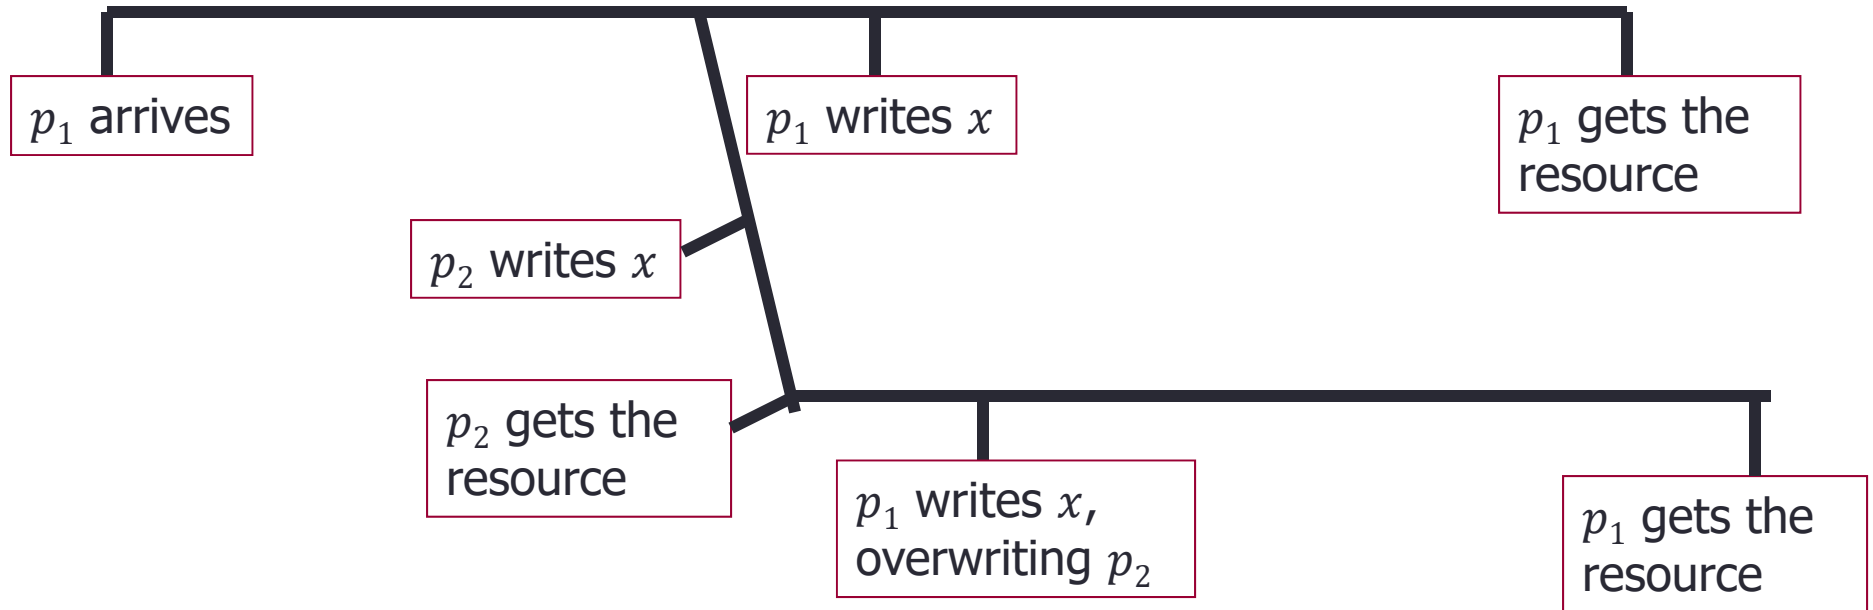 p₁ arrives
p₁ writes x
p₁ gets the
resource
p₂ writes x
p₂ gets the
resource
p₁ writes x,
overwriting p₂
p₁ gets the
resource